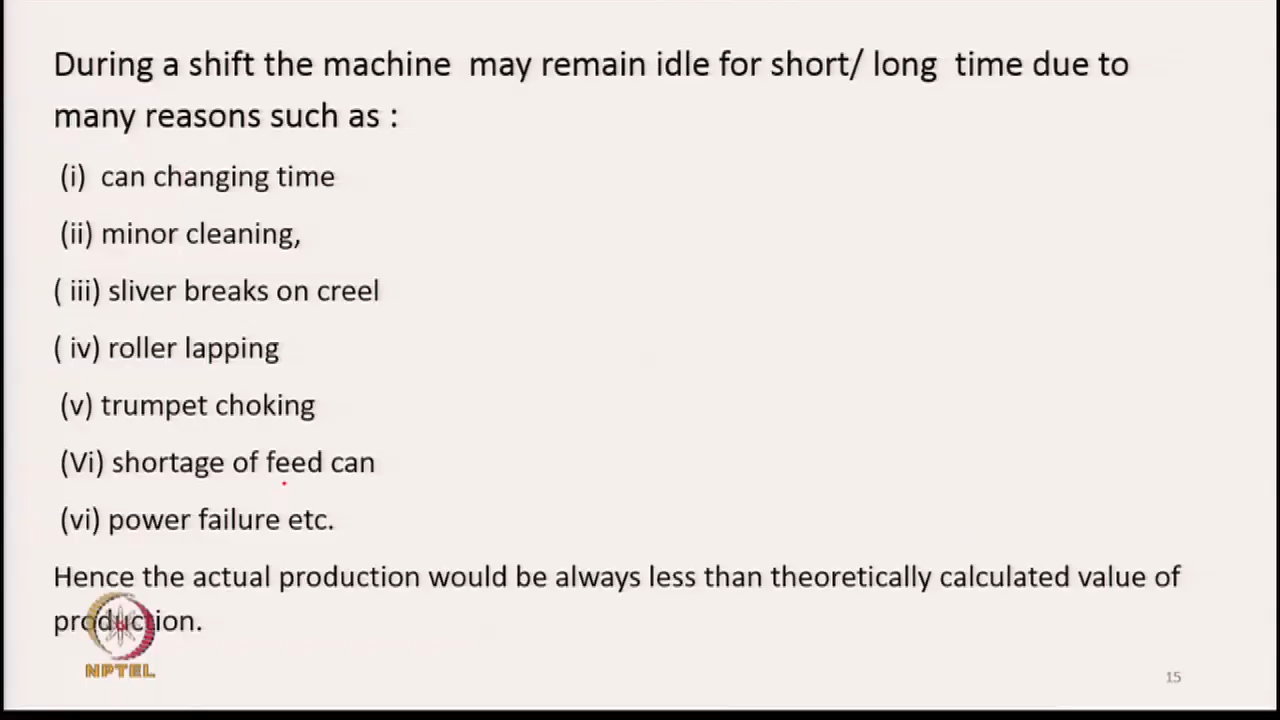 During a shift the machine may remain idle for short/ long time due to
many reasons such as :
(i) can changing time
(ii) minor cleaning,
( iii) sliver breaks on creel
( iv) roller lapping
(v) trumpet choking
(Vi) shortage of feed can
(vi) power failure etc.
Hence the actual production would be always less than theoretically calculated value of
production.
NPTEL
15